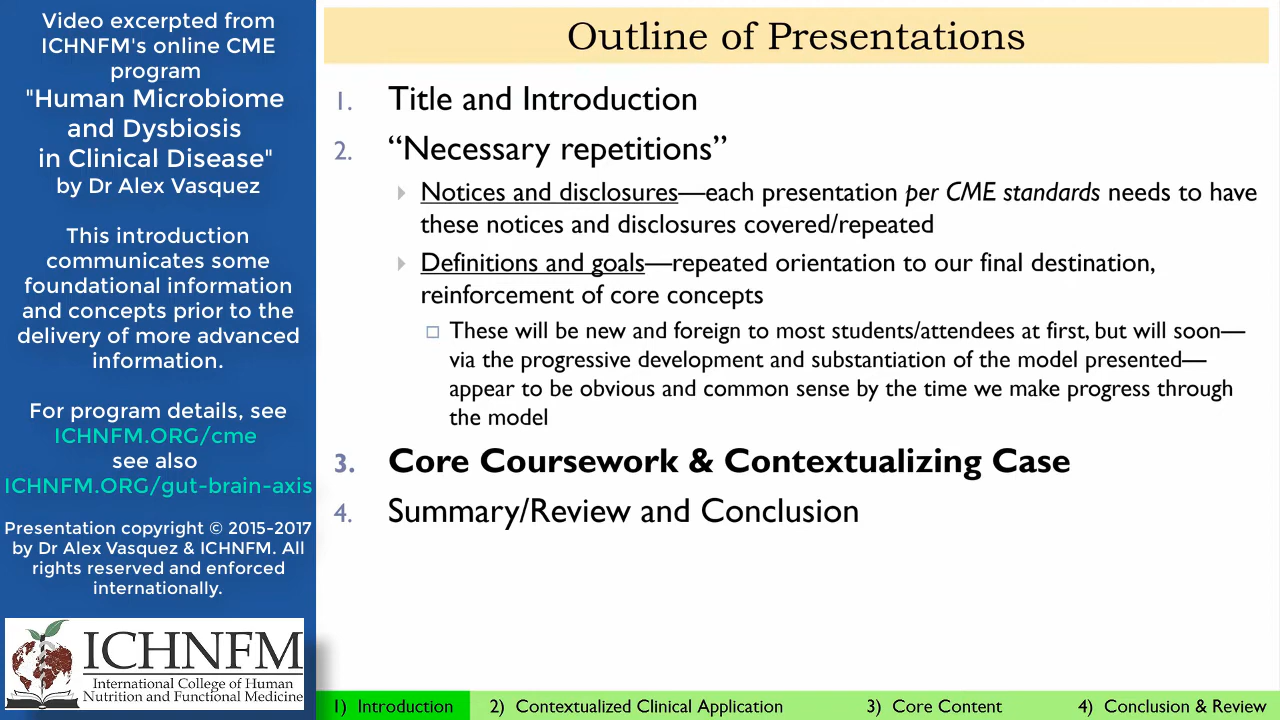 Video excerpted from
ICHNFM's online CME
program
"Human Microbiome
and Dysbiosis
in Clinical Disease"
by Dr Alex Vasquez
This introduction
communicates some
foundational information
and concepts prior to the
delivery of more advanced
information.
For program details, see
ICHNFM.ORG/cme
see also
ICHNFM.ORG/gut-brain-axis
Presentation copyright © 2015-2017
by Dr Alex Vasquez & ICHNFM. All
rights reserved and enforced
internationally.
ICHNFM
International College of Human
Nutrition and Functional Medicine
Outline of Presentations
1. Title and Introduction
2. “Necessary repetitions”
Notices and disclosures—each presentation per CME standards needs to have
these notices and disclosures covered/repeated
Definitions and goals—repeated orientation to our final destination,
reinforcement of core concepts
These will be new and foreign to most students/attendees at first, but will soon—
via the progressive development and substantiation of the model presented—
appear to be obvious and common sense by the time we make progress through
the model
3. Core Coursework & Contextualizing Case
4. Summary/Review and Conclusion
1) Introduction 2) Contextualized Clinical Application 3) Core Content 4) Conclusion & Review